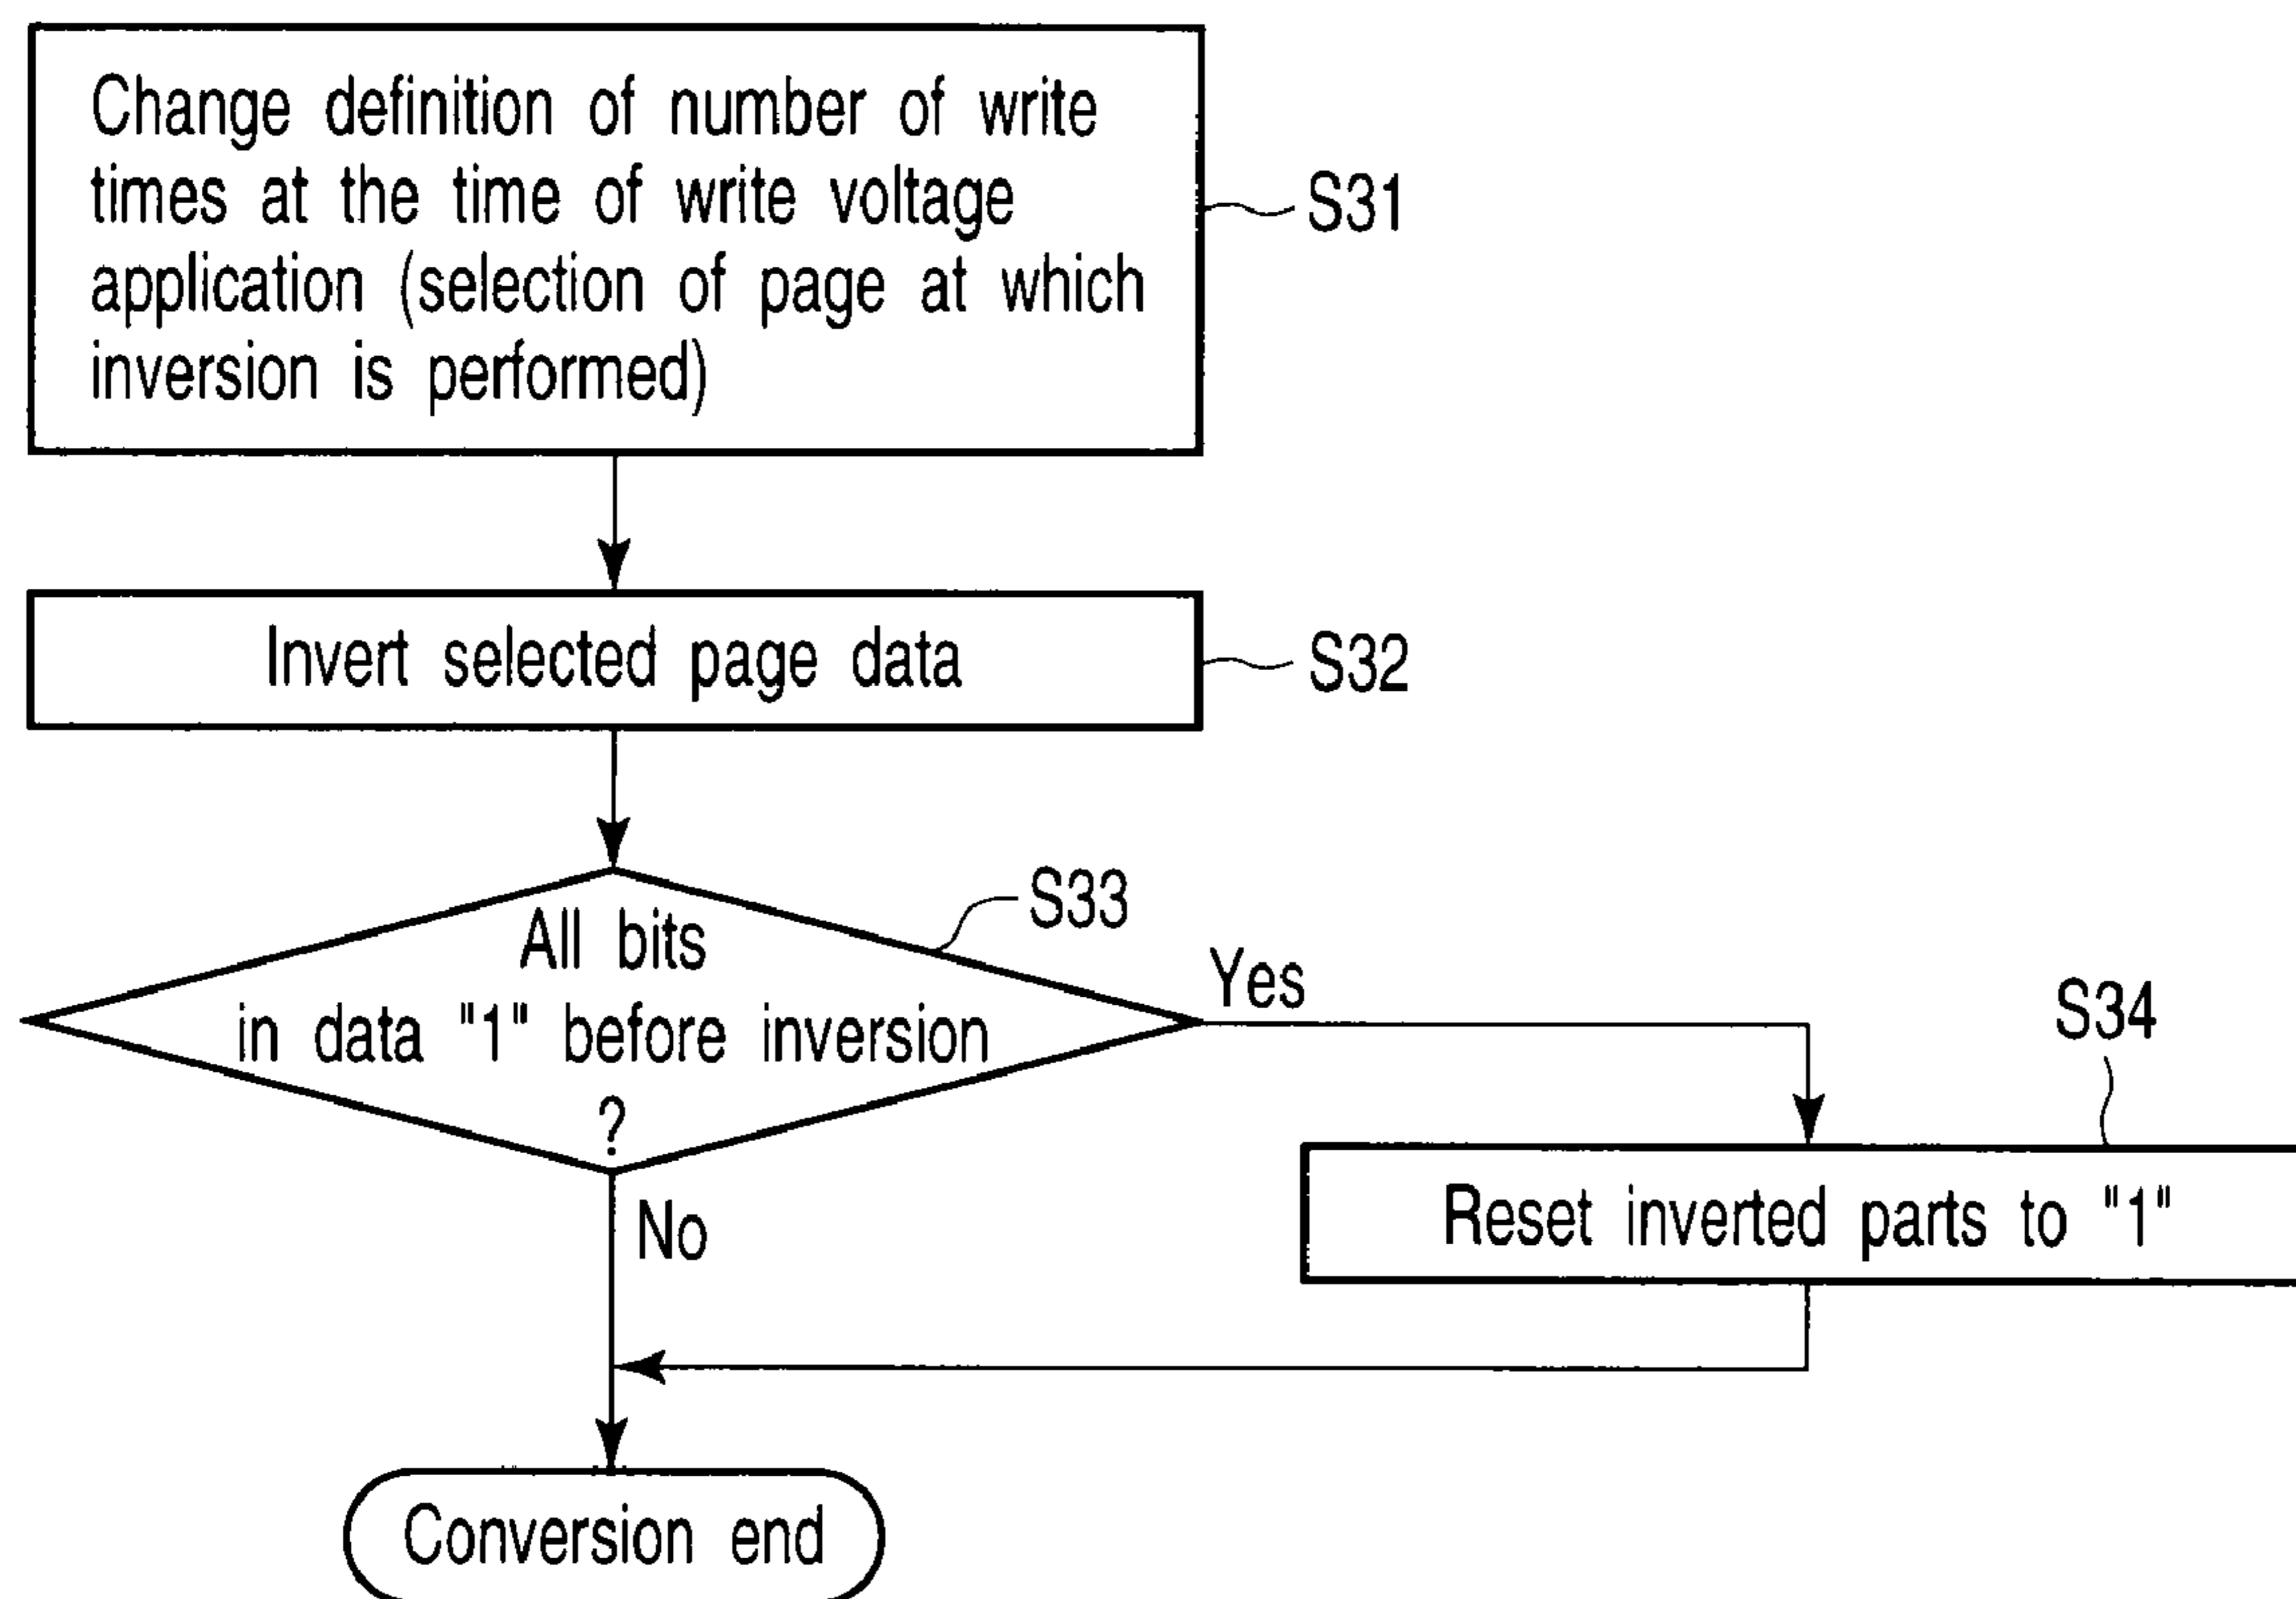 Change definition of number of write
times at the time of write voltage
application (selection of page at which
inversion is performed)
S31
Invert selected page data
S32
S33
All bits
in data "1" before inversion
?
Yes
S34
Reset inverted parts to "1"
No
Conversion end